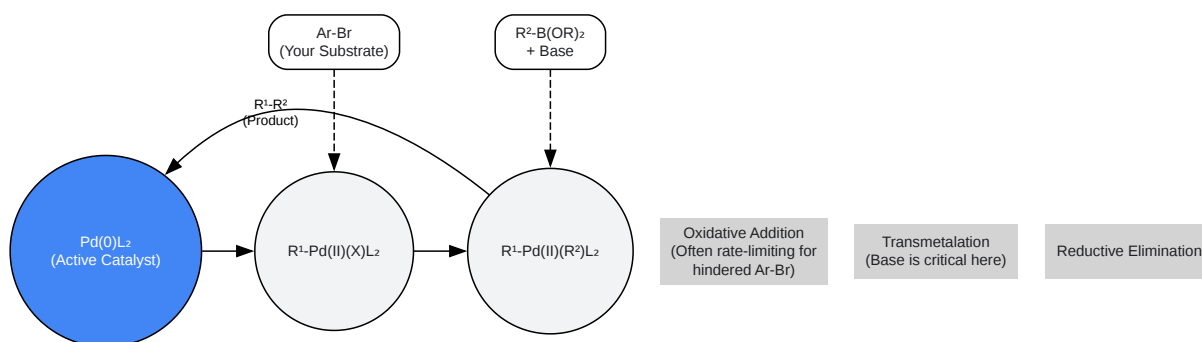 Ar-Br
(Your Substrate)
R²-B(OR)₂
+ Base
R¹-R²
(Product)
Pd(0)L₂
(Active Catalyst)
R¹-Pd(II)(X)L₂
R¹-Pd(II)(R²)L₂
Oxidative Addition
(Often rate-limiting for
hindered Ar-Br)
Transmetalation
(Base is critical here)
Reductive Elimination